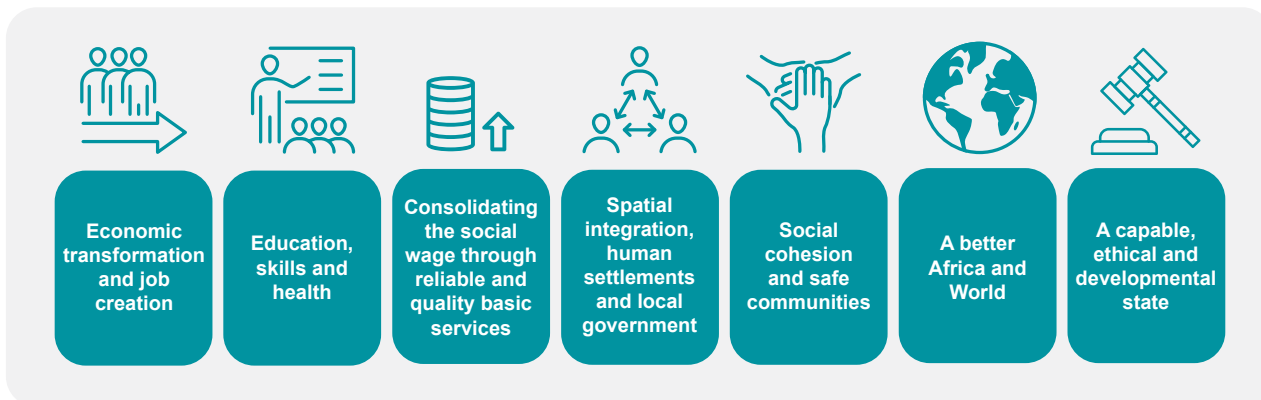 Economic
transformation
and job
creation
Education,
skills and
health
Consolidating
the social
wage through
reliable and
quality basic
services
Spatial
integration,
human
settlements
and local
government
Social
cohesion
and safe
communities
A better
Africa and
World
A capable,
ethical and
developmental
state